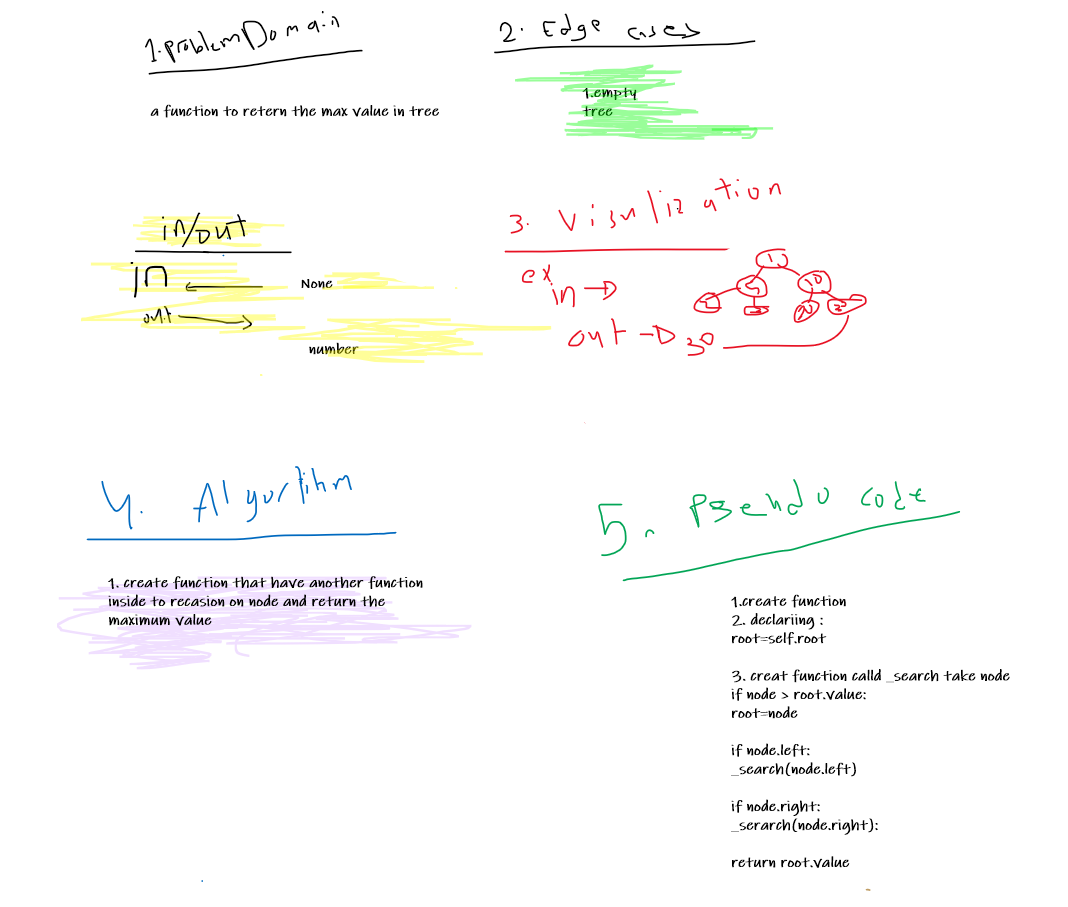 1.problem Domain
a function to retern the max value in tree
2. Edge cases
1.empty
tree
in/out
in
None
out
number
3. Visulization
ex
in
out
30
10
4. Algorithm
1. create function that have another function
inside to recasion on node and return the
maximum value
5. Pseudo code
1.create function
2. declariing :
root=self.root
3. creat function calld _search take node
if node > root.value:
root=node
if node.left:
_search(node.left)
if node.right:
_serarch(node.right):
return root.value